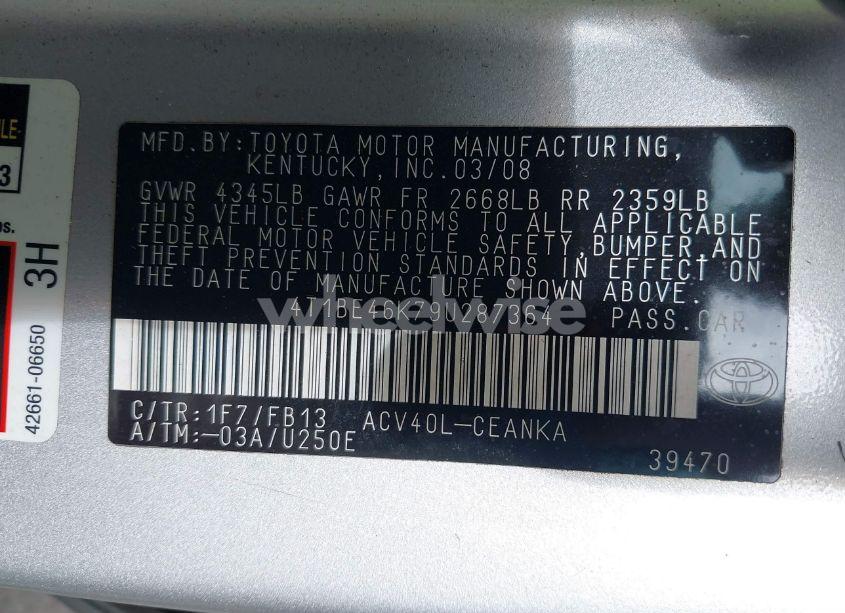 MFD.BY:TOYOTA MOTOR MANUFACTURING,
KENTUCKY,INC.03/08
GVWR 4345LB GAWR FR 2668LB RR 2359LB
THIS VEHICLE CONFORMS TO ALL APPLICABLE
FEDERAL MOTOR VEHICLE SAFETY,BUMPER,AND
THEFT PREVENTION STANDARDS IN EFFECT ON
THE DATE OF MANUFACTURE SHOWN ABOVE.
4T1BE46K79U287364 PASS.CAR
wheelwise
C/TR:1F7/FB13 ACV40L-CEANKA
A/TM:-03A/U250E
39470
3
3H
42661-06650